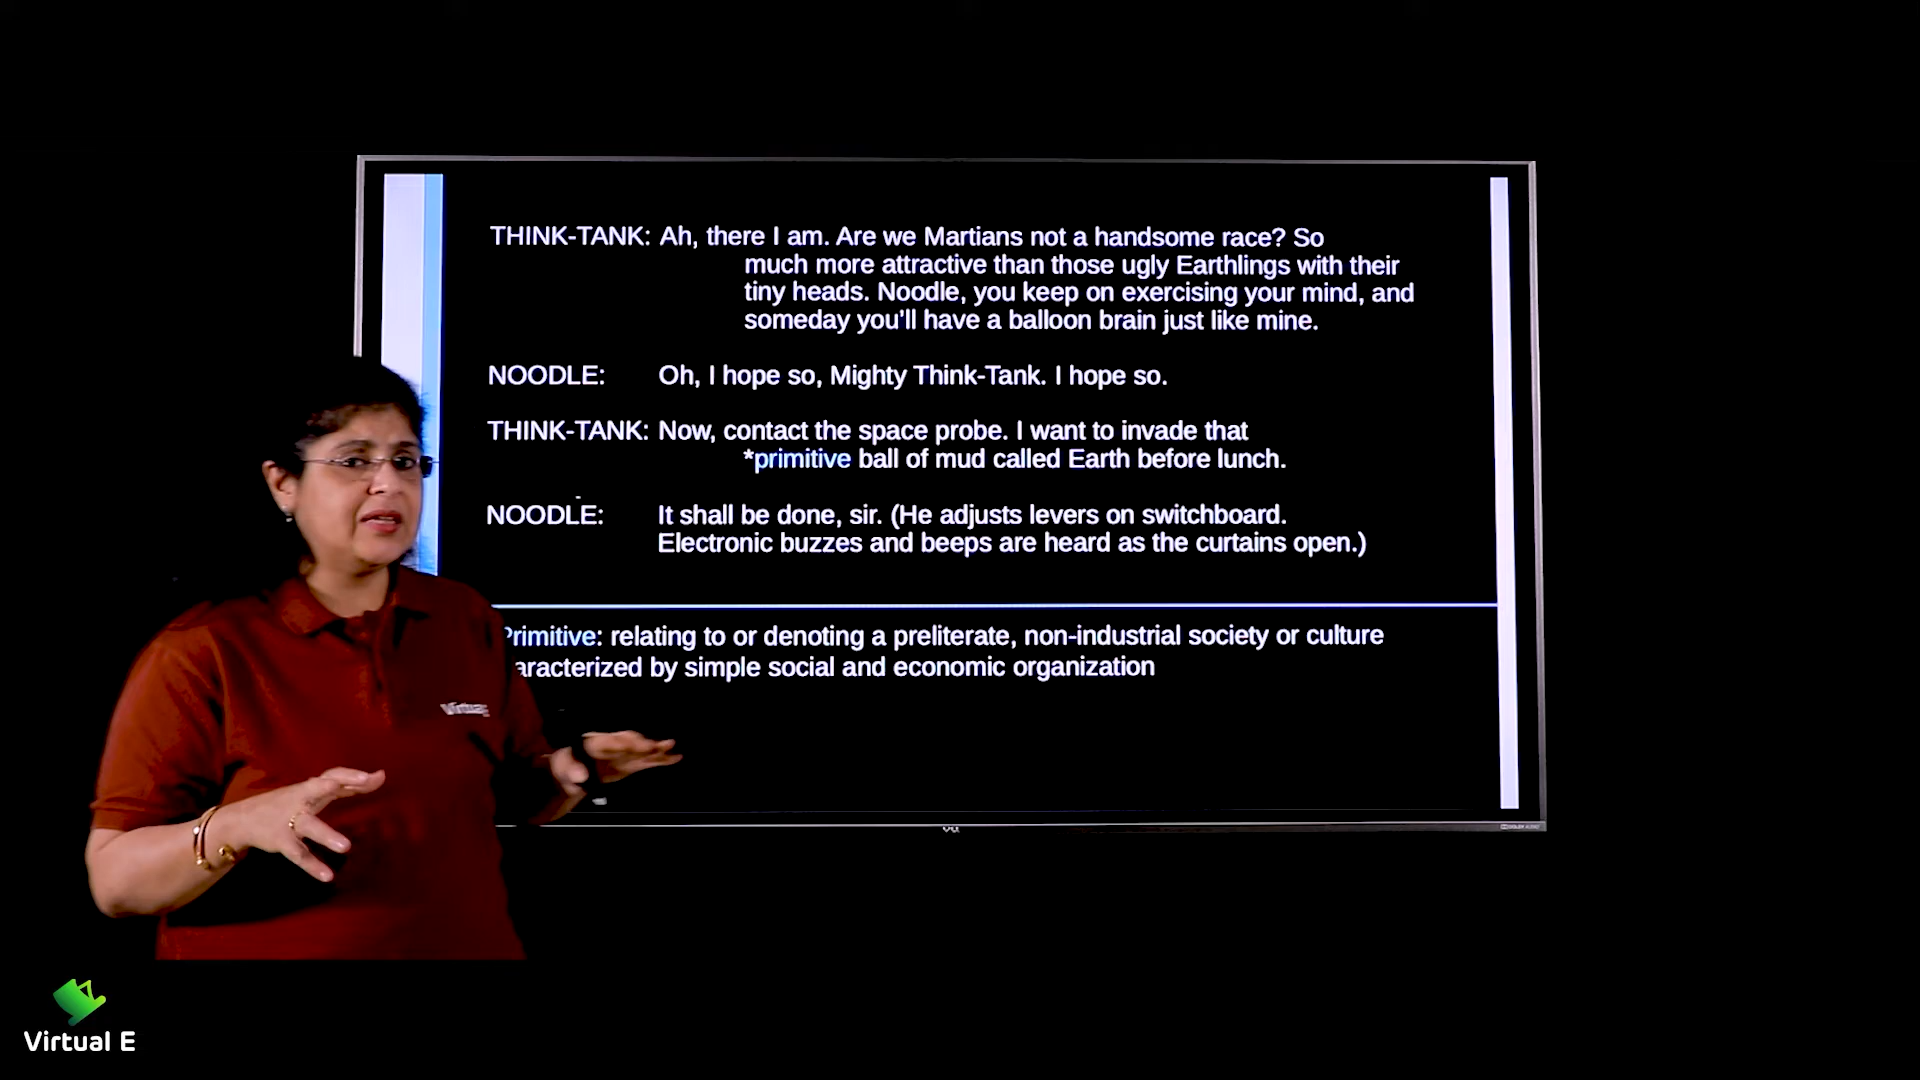 THINK-TANK: Ah, there I am. Are we Martians not a handsome race? So
much more attractive than those ugly Earthlings with their
tiny heads. Noodle, you keep on exercising your mind, and
someday you'll have a balloon brain just like mine.
NOODLE: Oh, I hope so, Mighty Think-Tank. I hope so.
THINK-TANK: Now, contact the space probe. I want to invade that
*primitive ball of mud called Earth before lunch.
NOODLE: It shall be done, sir. (He adjusts levers on switchboard.
Electronic buzzes and beeps are heard as the curtains open.)
Primitive: relating to or denoting a preliterate, non-industrial society or culture
by simple social and economic organization
Virtual E